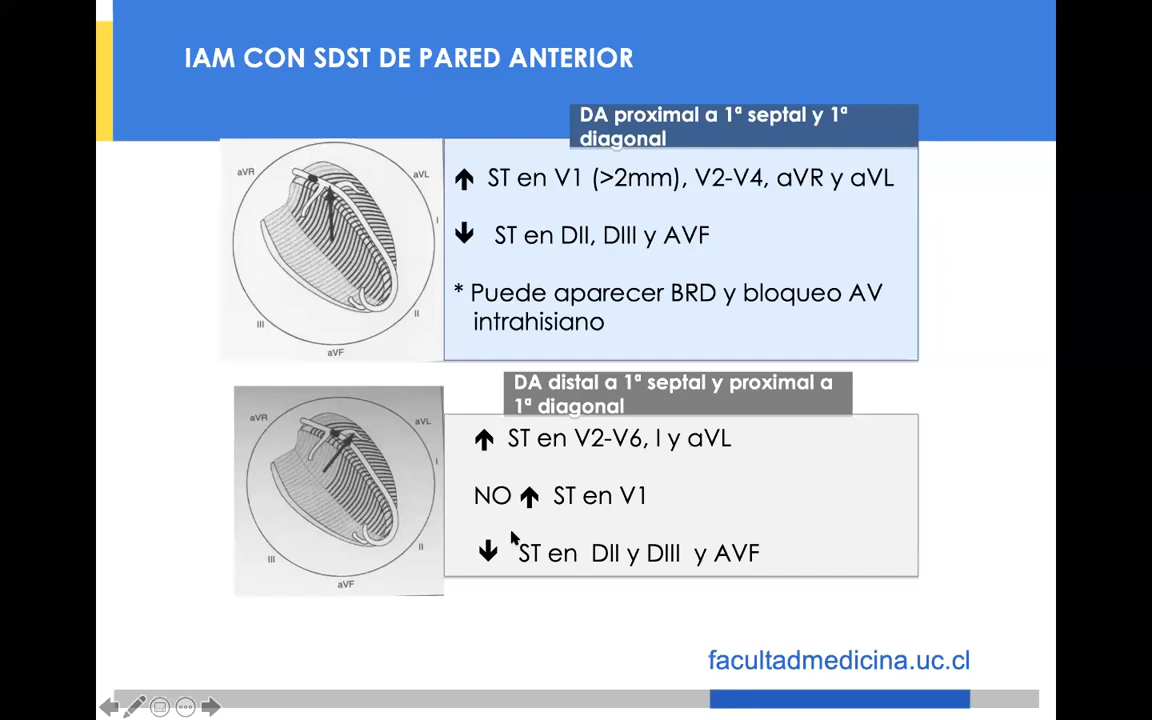 IAM CON SDST DE PARED ANTERIOR
DA proximal a 1ª septal y 1ª
diagonal
aVR
aVL
I
II
III
aVF
↑ ST en V1 (>2mm), V2-V4, aVR y aVL
↓ ST en DII, DIII y AVF
* Puede aparecer BRD y bloqueo AV
intrahisiano
DA distal a 1ª septal y proximal a
1ª diagonal
aVR
aVL
I
II
III
aVF
↑ ST en V2-V6, I y aVL
NO ↑ ST en V1
↓ ST en DII y DIII y AVF
facultadmedicina.uc.cl